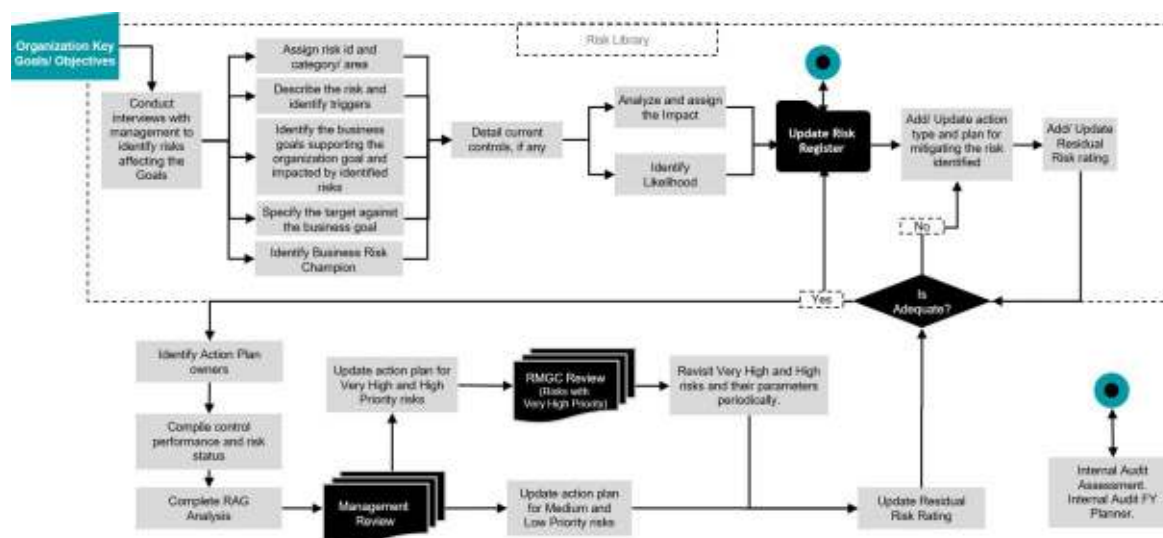 Organization Key
Goals/ Objectives
Risk Library
Conduct
interviews with
management to
identify risks
affecting the
Goals
Assign risk id and
category/ area
Describe the risk and
identify triggers
Identify the business
goals supporting the
organization goal and
impacted by identified
risks
Specify the target against
the business goal
Identify Business Risk
Champion
Detail current
controls, if any
Analyze and assign
the Impact
Identify
Likelihood
Update Risk
Register
Add/ Update action
type and plan for
mitigating the risk
identified
Add/ Update
Residual
Risk rating
No
Yes
Is
Adequate?
Identify Action Plan
owners
Compile control
performance and risk
status
Complete RAG
Analysis
Update action plan for
Very High and High
Priority risks
Management
Review
RMGC Review
(Risks with
Very High Priority)
Update action plan
for Medium and
Low Priority risks
Revisit Very High and High
risks and their parameters
periodically.
Update Residual
Risk Rating
Internal Audit
Assessment.
Internal Audit FY
Planner.